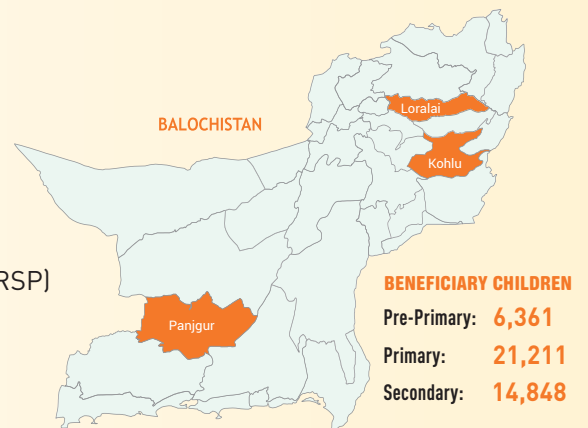 Loralai
BALOCHISTAN
Kohlu
RSP)
BENEFICIARY CHILDREN
Pre-Primary: 6,361
Panjgur
Primary: 21,211
Secondary: 14,848